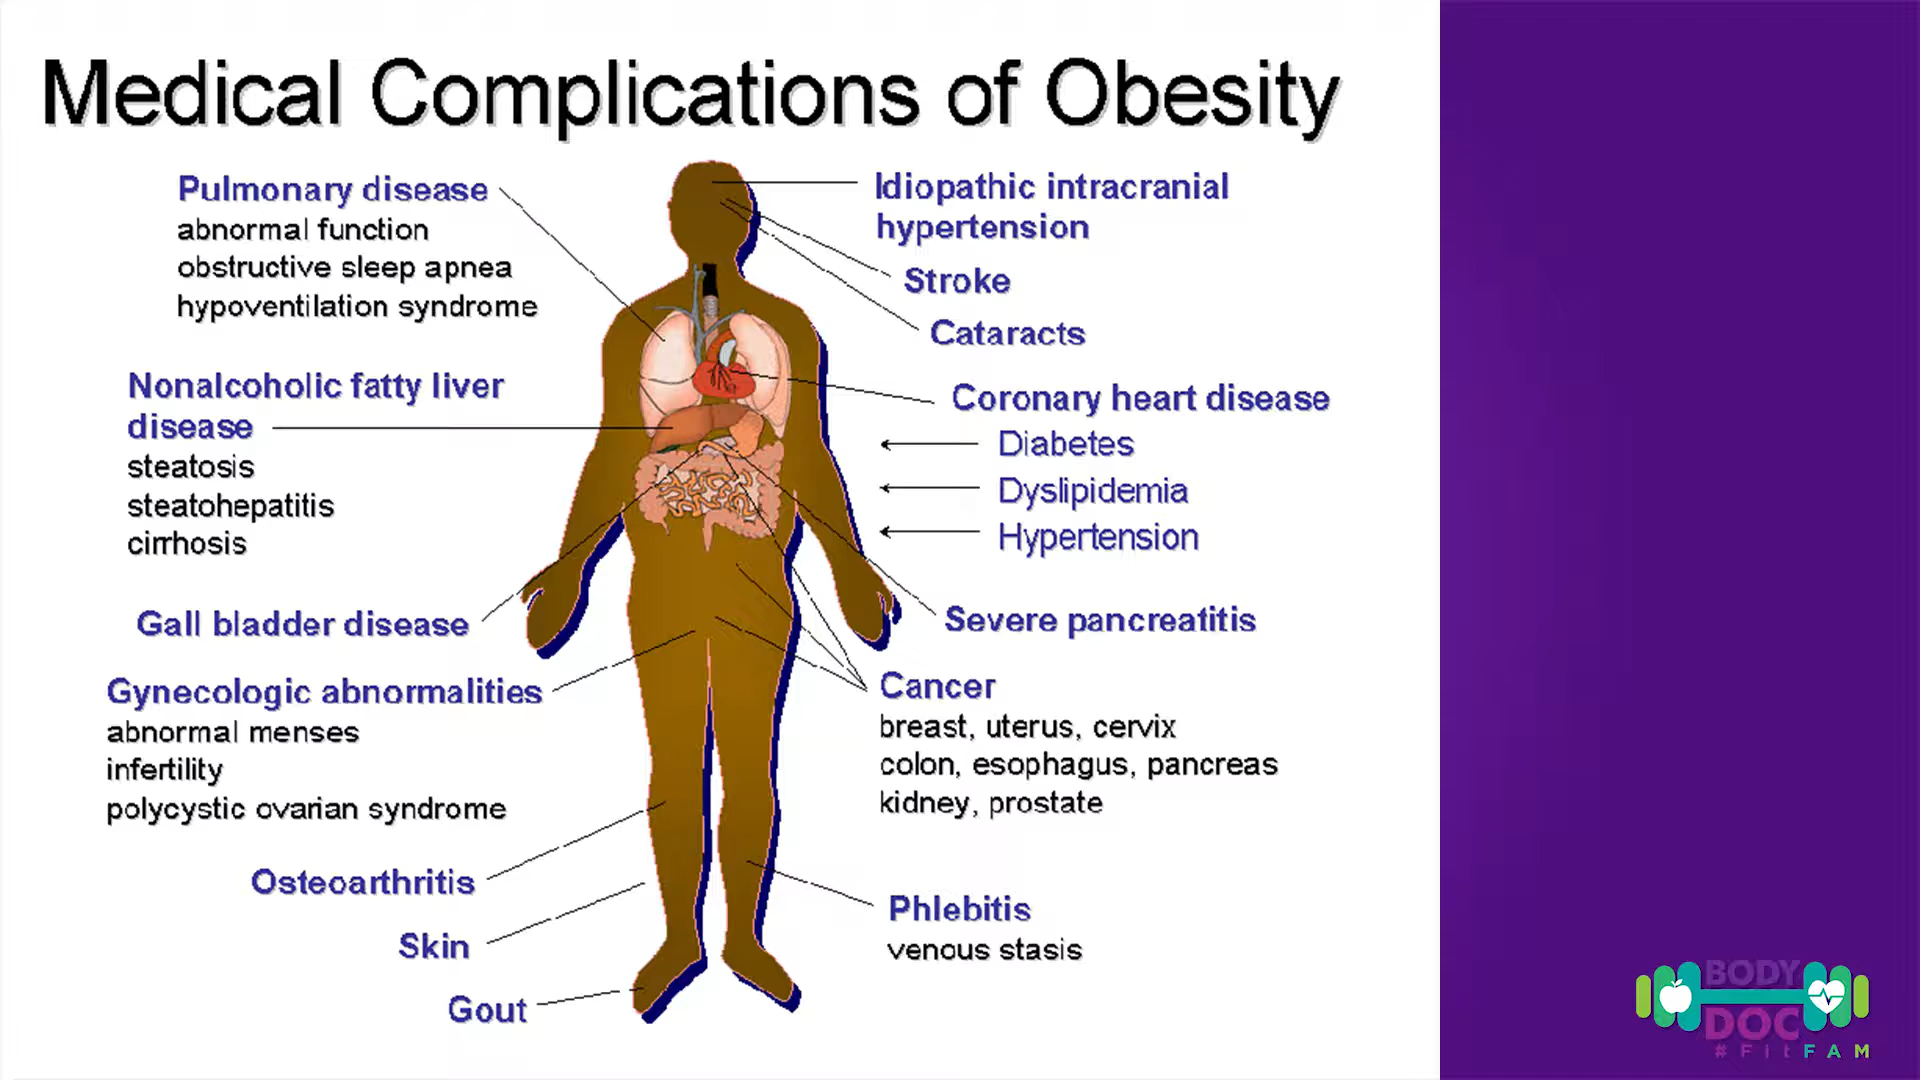 Medical Complications of Obesity
Pulmonary disease
abnormal function
obstructive sleep apnea
hypoventilation syndrome
Nonalcoholic fatty liver
disease
steatosis
steatohepatitis
cirrhosis
Gall bladder disease
Gynecologic abnormalities
abnormal menses
infertility
polycystic ovarian syndrome
Osteoarthritis
Skin
Gout
Idiopathic intracranial
hypertension
Stroke
Cataracts
Coronary heart disease
Diabetes
Dyslipidemia
Hypertension
Severe pancreatitis
Cancer
breast, uterus, cervix
colon, esophagus, pancreas
kidney, prostate
Phlebitis
venous stasis
BODY
DOC
#FitFAM